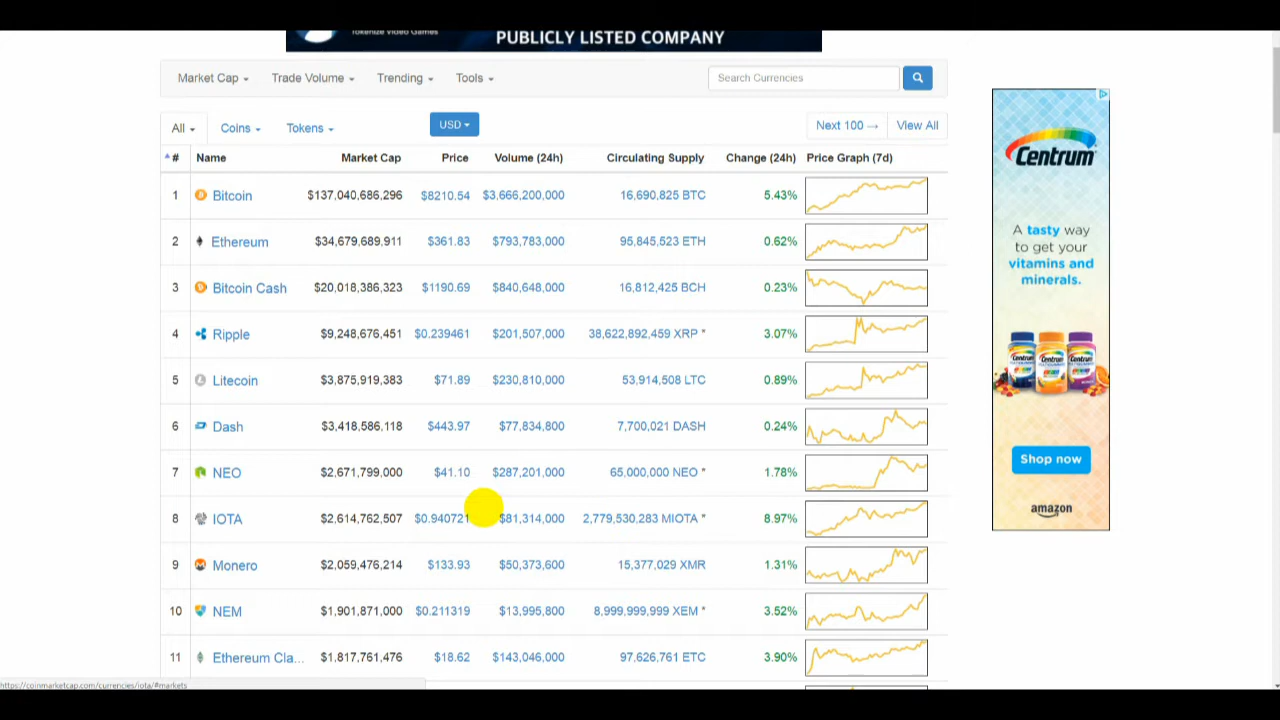 Tokenize Video Games
PUBLICLY LISTED COMPANY
Market Cap Trade Volume Trending Tools Search Currencies
All Coins Tokens USD Next 100 → View All
# Name Market Cap Price Volume (24h) Circulating Supply Change (24h) Price Graph (7d)
1 Bitcoin $137,040,686,296 $8210.54 $3,666,200,000 16,690,825 BTC 5.43%
2 Ethereum $34,679,689,911 $361.83 $793,783,000 95,845,523 ETH 0.62%
3 Bitcoin Cash $20,018,386,323 $1190.69 $840,648,000 16,812,425 BCH 0.23%
4 Ripple $9,248,676,451 $0.239461 $201,507,000 38,622,892,459 XRP * 3.07%
5 Litecoin $3,875,919,383 $71.89 $230,810,000 53,914,508 LTC 0.89%
6 Dash $3,418,586,118 $443.97 $77,834,800 7,700,021 DASH 0.24%
7 NEO $2,671,799,000 $41.10 $287,201,000 65,000,000 NEO * 1.78%
8 IOTA $2,614,762,507 $0.940721 $81,314,000 2,779,530,283 MIOTA * 8.97%
9 Monero $2,059,476,214 $133.93 $50,373,600 15,377,029 XMR 1.31%
10 NEM $1,901,871,000 $0.211319 $13,995,800 8,999,999,999 XEM * 3.52%
11 Ethereum Cla... $1,817,761,476 $18.62 $143,046,000 97,626,761 ETC 3.90%
https://coinmarketcap.com/currencies/iota/#markets
Centrum
A tasty way
to get your
vitamins and
minerals.
Shop now
amazon